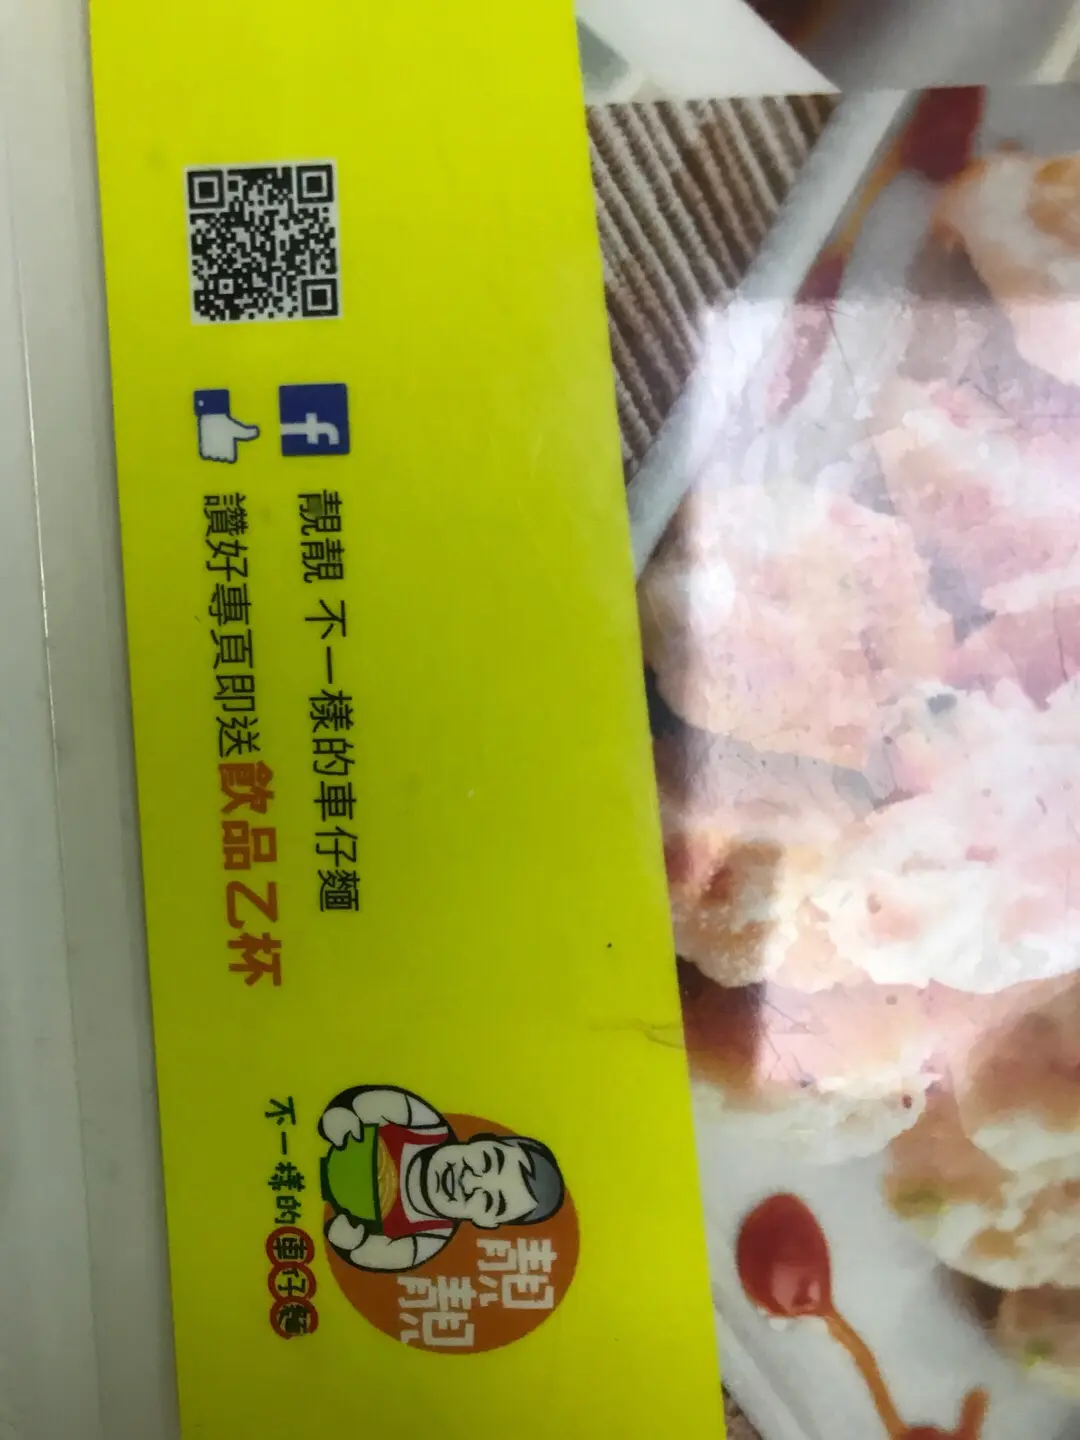 靚靚 不一樣的車仔麵
讚好專頁即送飲品乙杯
靚靚
不一樣的車仔麵